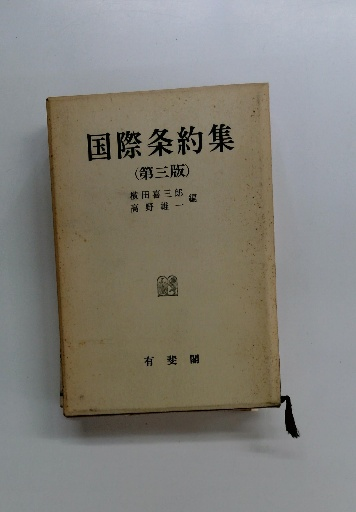 国際条約集
（第三版）
横田喜三郎
高野雄一
編
有斐閣